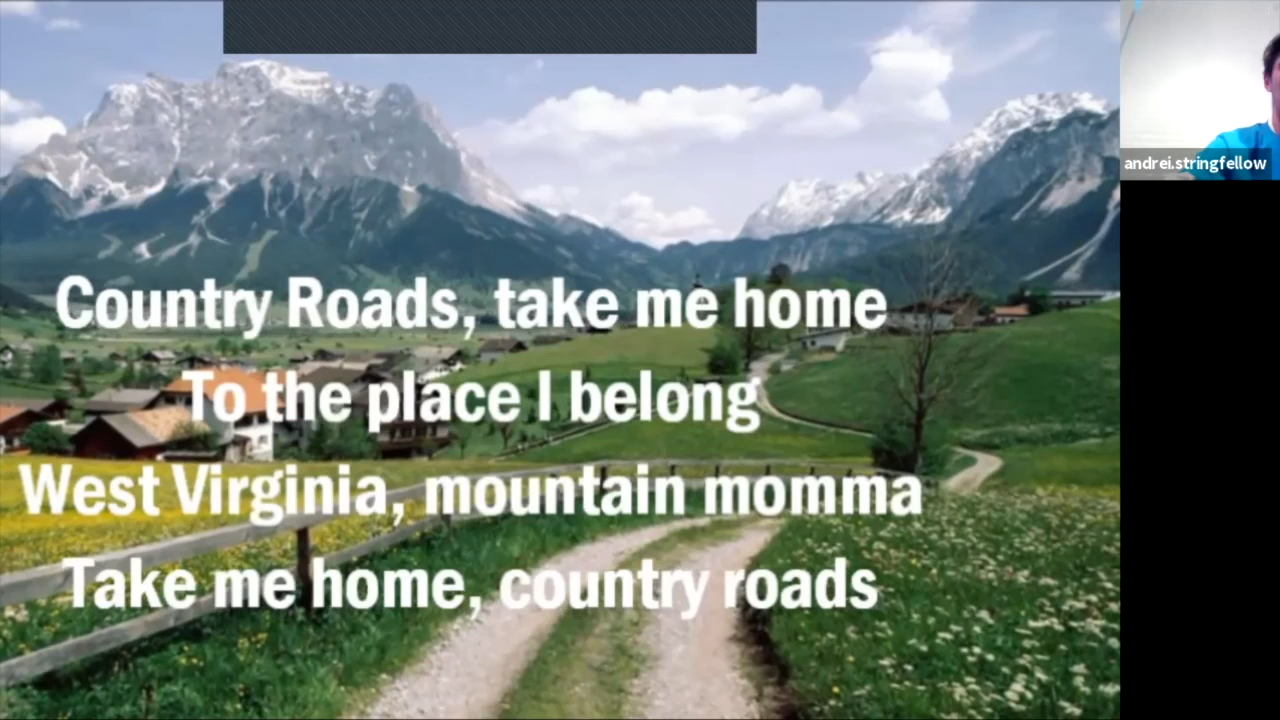 Country Roads, take me home
To the place I belong
West Virginia, mountain momma
Take me home, country roads
andrei.stringfellow